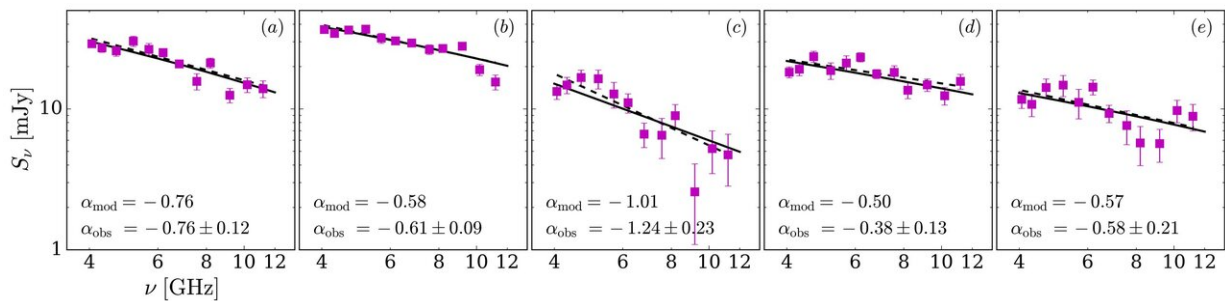 (a) (b) (c) (d) (e)
10
S_ν [mJy]
α_mod = −0.76 α_mod = −0.58 α_mod = −1.01 α_mod = −0.50 α_mod = −0.57
α_obs = −0.76 ± 0.12 α_obs = −0.61 ± 0.09 α_obs = −1.24 ± 0.23 α_obs = −0.38 ± 0.13 α_obs = −0.58 ± 0.21
1
4 6 8 10 12 4 6 8 10 12 4 6 8 10 12 4 6 8 10 12 4 6 8 10 12
ν [GHz]